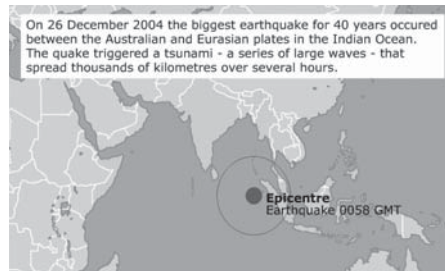 On 26 December 2004 the biggest earthquake for 40 years occured
between the Australian and Eurasian plates in the Indian Ocean.
The quake triggered a tsunami - a series of large waves - that
spread thousands of kilometres over several hours.
Epicentre
Earthquake 0058 GMT